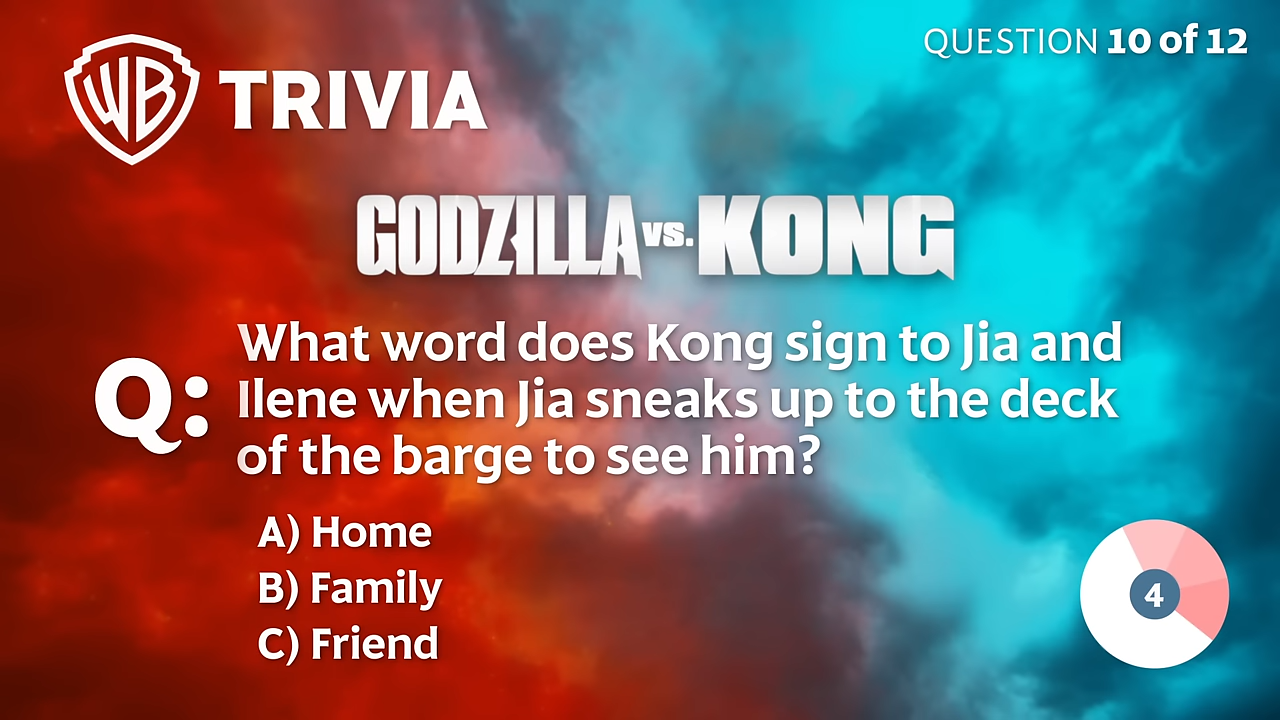 WB TRIVIA
QUESTION 10 of 12
GODZILLA vs. KONG
Q: What word does Kong sign to Jia and
Ilene when Jia sneaks up to the deck
of the barge to see him?
A) Home
B) Family
C) Friend
4